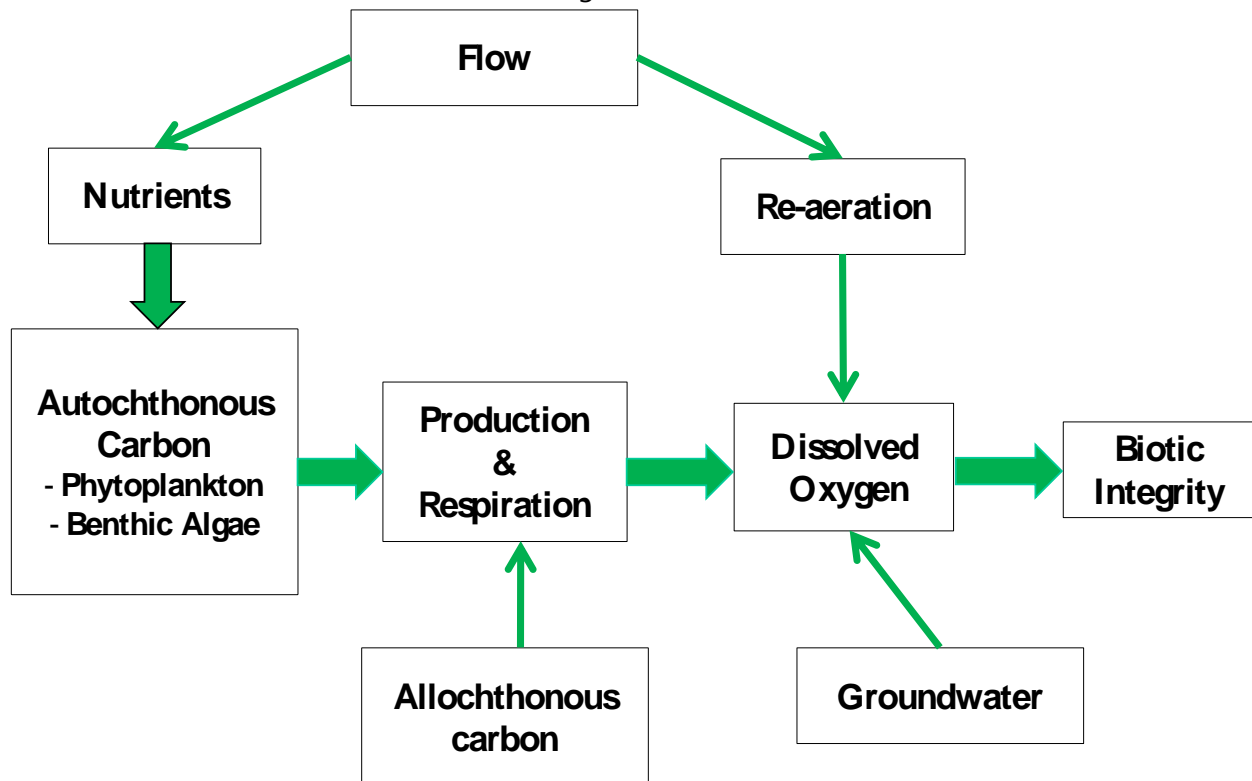 Flow
Nutrients
Re-aeration
Autochthonous
Carbon
- Phytoplankton
- Benthic Algae
Production
&
Respiration
Dissolved
Oxygen
Biotic
Integrity
Allochthonous
carbon
Groundwater